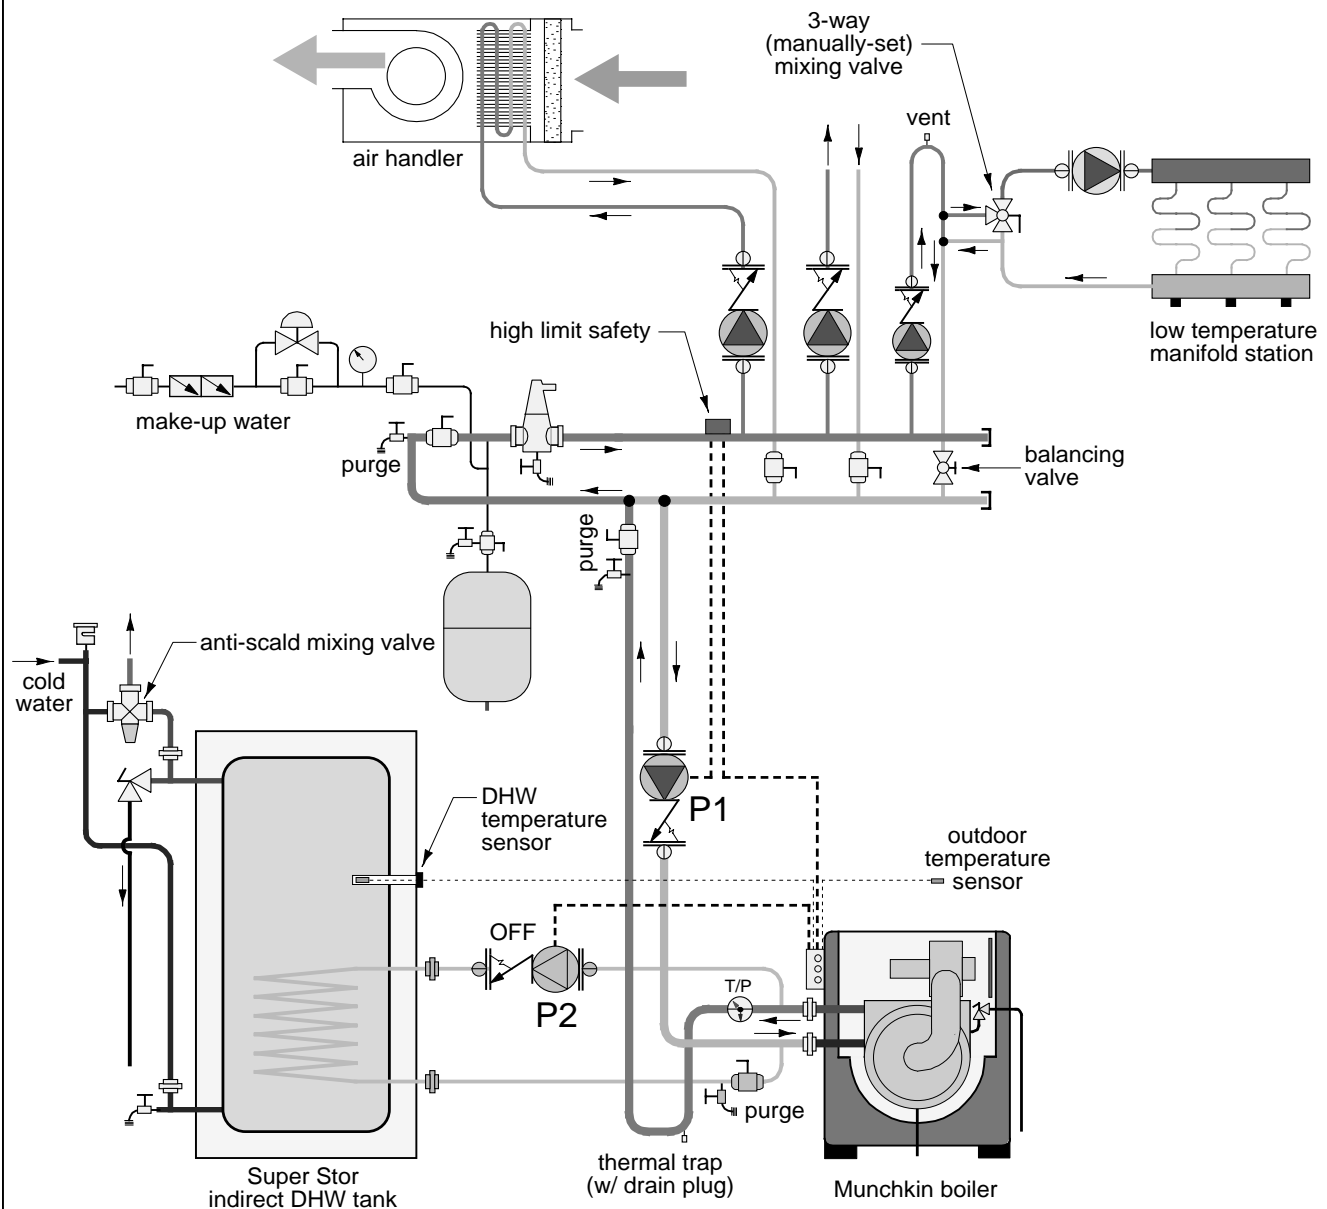 3-way
(manually-set)
mixing valve
vent
air handler
high limit safety
low temperature
manifold station
make-up water
purge
balancing
valve
purge
anti-scald mixing valve
cold
water
P1
DHW
temperature
sensor
outdoor
temperature
sensor
OFF
P2
T/P
purge
thermal trap
(w/ drain plug)
Super Stor
indirect DHW tank
Munchkin boiler